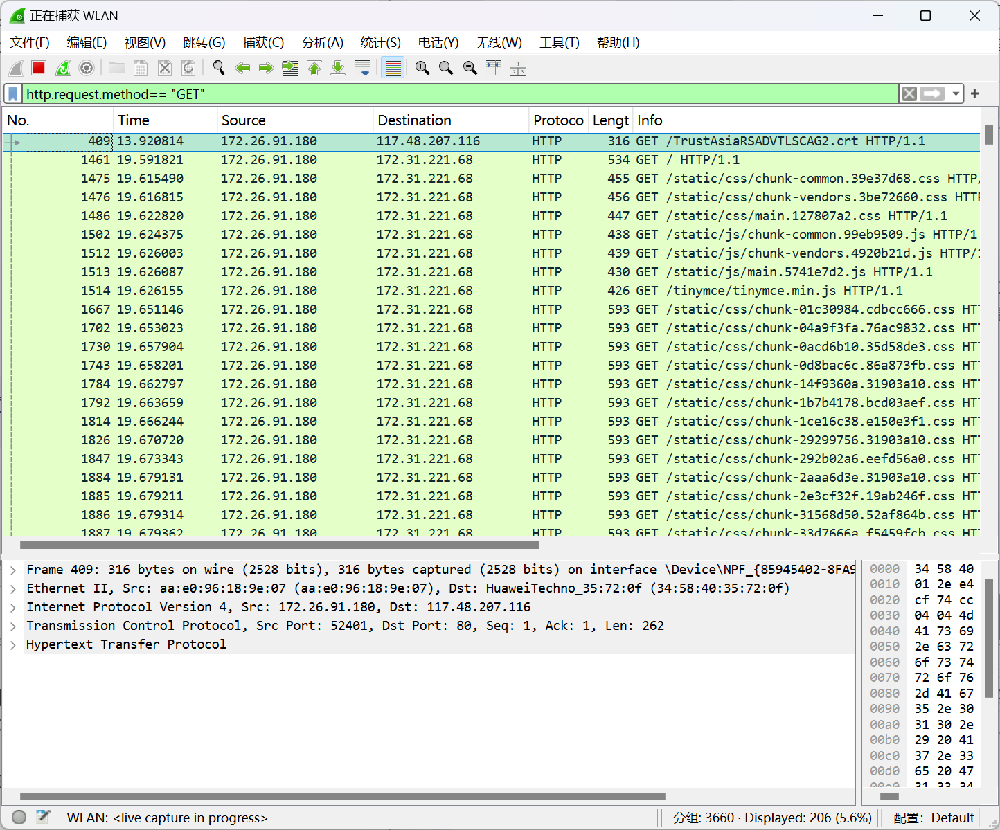 正在捕获 WLAN
文件(F) 编辑(E) 视图(V) 跳转(G) 捕获(C) 分析(A) 统计(S) 电话(Y) 无线(W) 工具(T) 帮助(H)
http.request.method== "GET"
No. Time Source Destination Protoco Lengt Info
409 13.920814 172.26.91.180 117.48.207.116 HTTP 316 GET /TrustAsiaRSADVTLSCAG2.crt HTTP/1.1
1461 19.591821 172.26.91.180 172.31.221.68 HTTP 534 GET / HTTP/1.1
1475 19.615490 172.26.91.180 172.31.221.68 HTTP 455 GET /static/css/chunk-common.39e37d68.css HTTP/
1476 19.616815 172.26.91.180 172.31.221.68 HTTP 456 GET /static/css/chunk-vendors.3be72660.css HTT
1486 19.622820 172.26.91.180 172.31.221.68 HTTP 447 GET /static/css/main.127807a2.css HTTP/1.1
1502 19.624375 172.26.91.180 172.31.221.68 HTTP 438 GET /static/js/chunk-common.99eb9509.js HTTP/1
1512 19.626003 172.26.91.180 172.31.221.68 HTTP 439 GET /static/js/chunk-vendors.4920b21d.js HTTP/
1513 19.626087 172.26.91.180 172.31.221.68 HTTP 430 GET /static/js/main.5741e7d2.js HTTP/1.1
1514 19.626155 172.26.91.180 172.31.221.68 HTTP 426 GET /tinymce/tinymce.min.js HTTP/1.1
1667 19.651146 172.26.91.180 172.31.221.68 HTTP 593 GET /static/css/chunk-01c30984.cdbcc666.css HT
1702 19.653023 172.26.91.180 172.31.221.68 HTTP 593 GET /static/css/chunk-04a9f3fa.76ac9832.css HT
1730 19.657904 172.26.91.180 172.31.221.68 HTTP 593 GET /static/css/chunk-0acd6b10.35d58de3.css HT
1743 19.658201 172.26.91.180 172.31.221.68 HTTP 593 GET /static/css/chunk-0d8bac6c.86a873fb.css HT
1784 19.662797 172.26.91.180 172.31.221.68 HTTP 593 GET /static/css/chunk-14f9360a.31903a10.css HT
1792 19.663659 172.26.91.180 172.31.221.68 HTTP 593 GET /static/css/chunk-1b7b4178.bcd03aef.css HT
1814 19.666244 172.26.91.180 172.31.221.68 HTTP 593 GET /static/css/chunk-1ce16c38.e150e3f1.css HT
1826 19.670720 172.26.91.180 172.31.221.68 HTTP 593 GET /static/css/chunk-29299756.31903a10.css HT
1847 19.673343 172.26.91.180 172.31.221.68 HTTP 593 GET /static/css/chunk-292b02a6.eefd56a0.css HT
1884 19.679131 172.26.91.180 172.31.221.68 HTTP 593 GET /static/css/chunk-2aaa6d3e.31903a10.css HT
1885 19.679211 172.26.91.180 172.31.221.68 HTTP 593 GET /static/css/chunk-2e3cf32f.19ab246f.css HT
1886 19.679314 172.26.91.180 172.31.221.68 HTTP 593 GET /static/css/chunk-31568d50.52af864b.css HT
1887 19.679362 172.26.91.180 172.31.221.68 HTTP 593 GET /static/css/chunk-33d7666a.f5459fcb.css HT
Frame 409: 316 bytes on wire (2528 bits), 316 bytes captured (2528 bits) on interface \Device\NPF_{85945402-8FA9
Ethernet II, Src: aa:e0:96:18:9e:07 (aa:e0:96:18:9e:07), Dst: HuaweiTechno_35:72:0f (34:58:40:35:72:0f)
Internet Protocol Version 4, Src: 172.26.91.180, Dst: 117.48.207.116
Transmission Control Protocol, Src Port: 52401, Dst Port: 80, Seq: 1, Ack: 1, Len: 262
Hypertext Transfer Protocol
0000 34 58 40
0010 01 2e e4
0020 cf 74 cc
0030 04 04 4d
0040 41 73 69
0050 2e 63 72
0060 6f 73 74
0070 72 6f 76
0080 2d 41 67
0090 35 2e 30
00a0 31 30 2e
00b0 29 20 41
00c0 37 2e 33
00d0 65 20 47
00e0 31 33 34
WLAN: <live capture in progress>
分组: 3660 · Displayed: 206 (5.6%)
配置: Default